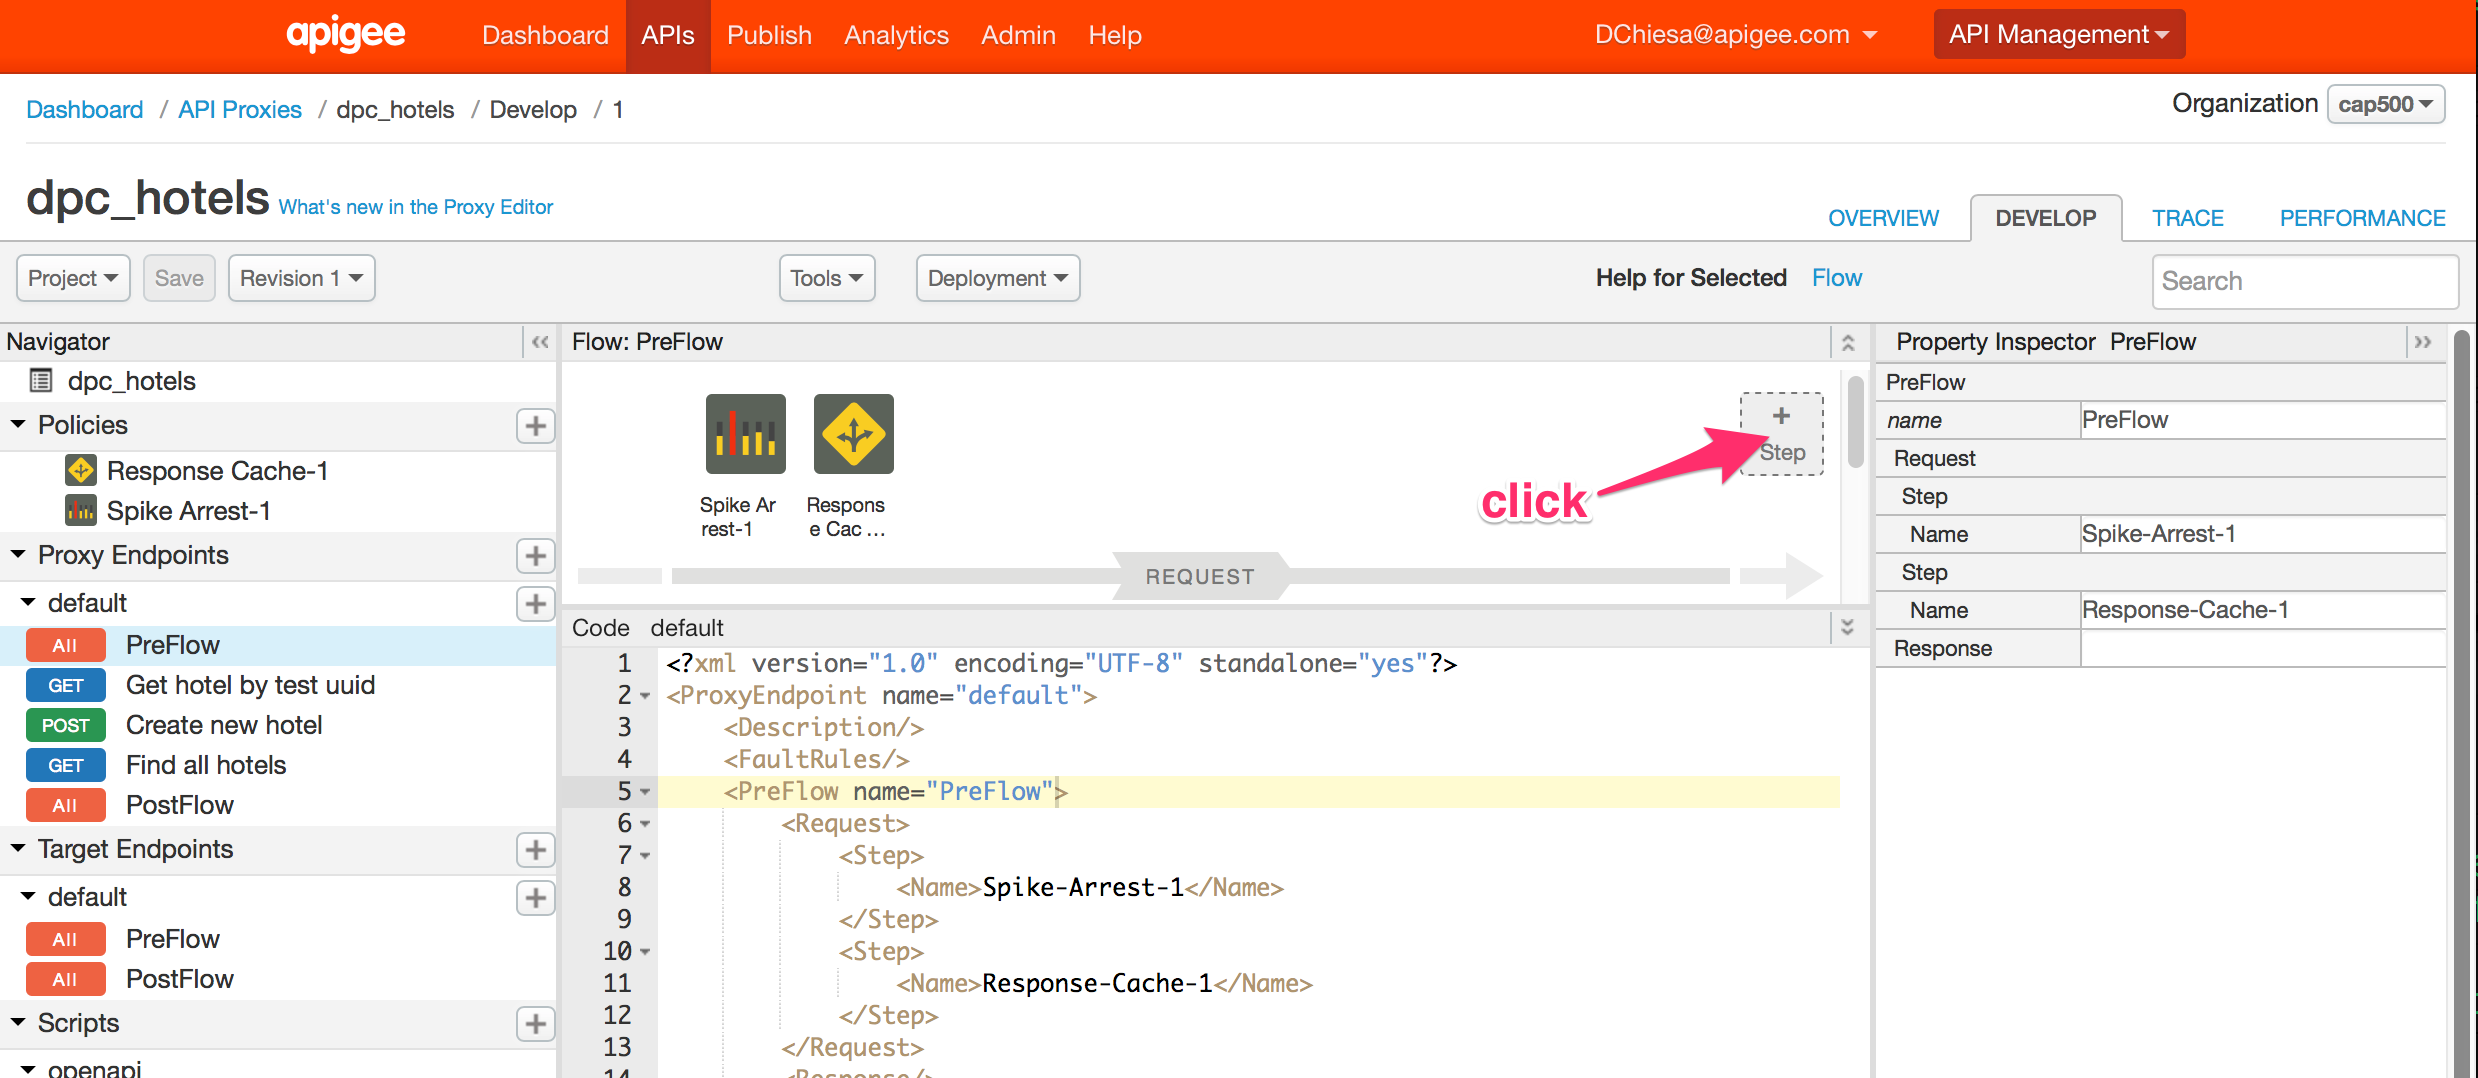 apigee Dashboard APIs Publish Analytics Admin Help DChiesa@apigee.com API Management
Dashboard / API Proxies / dpc_hotels / Develop / 1 Organization cap500
dpc_hotels What's new in the Proxy Editor OVERVIEW DEVELOP TRACE PERFORMANCE
Project Save Revision 1 Tools Deployment Help for Selected Flow Search
Navigator
dpc_hotels
Policies
Response Cache-1
Spike Arrest-1
Proxy Endpoints
default
All PreFlow
GET Get hotel by test uuid
POST Create new hotel
GET Find all hotels
All PostFlow
Target Endpoints
default
All PreFlow
All PostFlow
Scripts
openapi
Flow: PreFlow
Spike Ar
rest-1
Respons
e Cac ...
+
Step
click
REQUEST
Code default
1 <?xml version="1.0" encoding="UTF-8" standalone="yes"?>
2 <ProxyEndpoint name="default">
3 <Description/>
4 <FaultRules/>
5 <PreFlow name="PreFlow">
6 <Request>
7 <Step>
8 <Name>Spike-Arrest-1</Name>
9 </Step>
10 <Step>
11 <Name>Response-Cache-1</Name>
12 </Step>
13 </Request>
14 <Response/>
Property Inspector PreFlow
PreFlow
name PreFlow
Request
Step
Name Spike-Arrest-1
Step
Name Response-Cache-1
Response